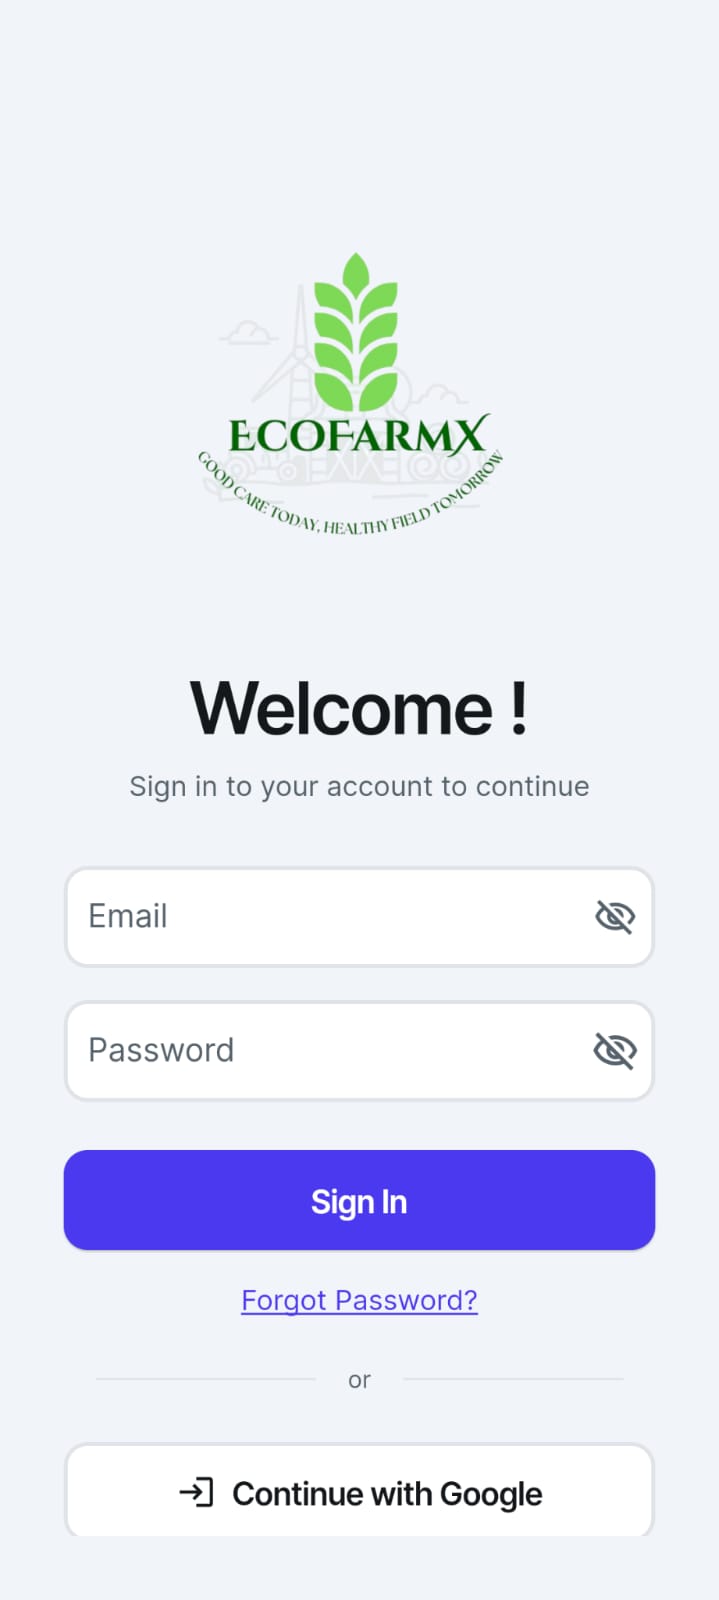 ECOFARMX
GOOD CARE TODAY, HEALTHY FIELD TOMORROW
Welcome !
Sign in to your account to continue
Email
Password
Sign In
Forgot Password?
or
Continue with Google